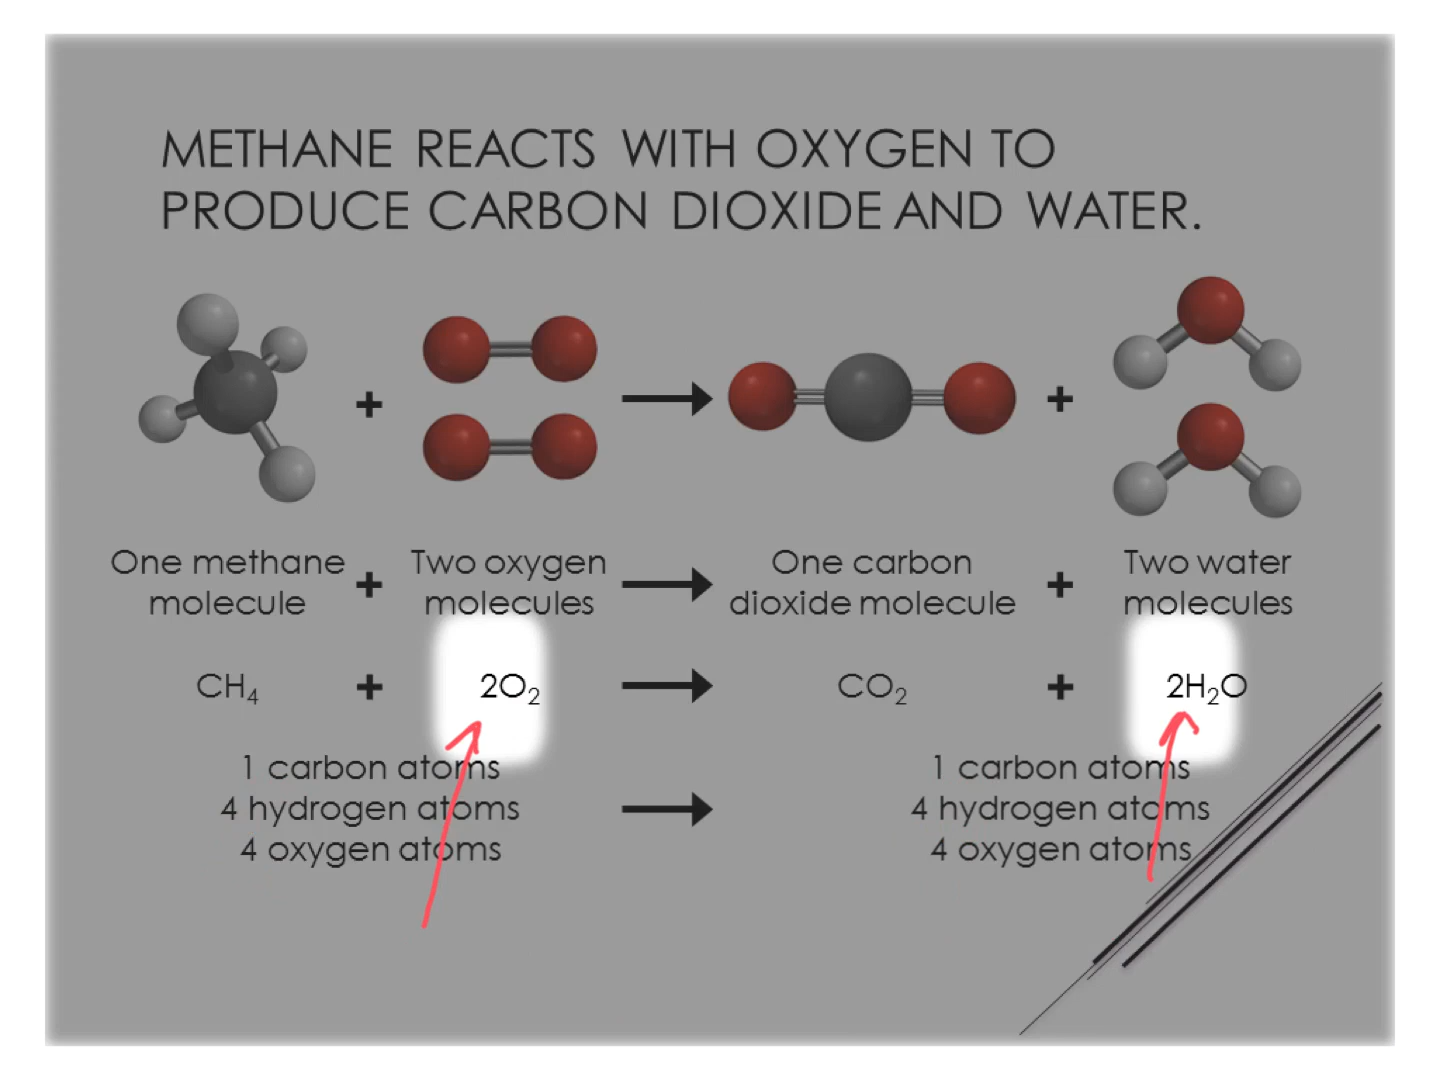 METHANE REACTS WITH OXYGEN TO
PRODUCE CARBON DIOXIDE AND WATER.
+ → +
One methane molecule + Two oxygen molecules → One carbon dioxide molecule + Two water molecules
CH₄ + 2O₂ → CO₂ + 2H₂O
1 carbon atoms → 1 carbon atoms
4 hydrogen atoms 4 hydrogen atoms
4 oxygen atoms 4 oxygen atoms